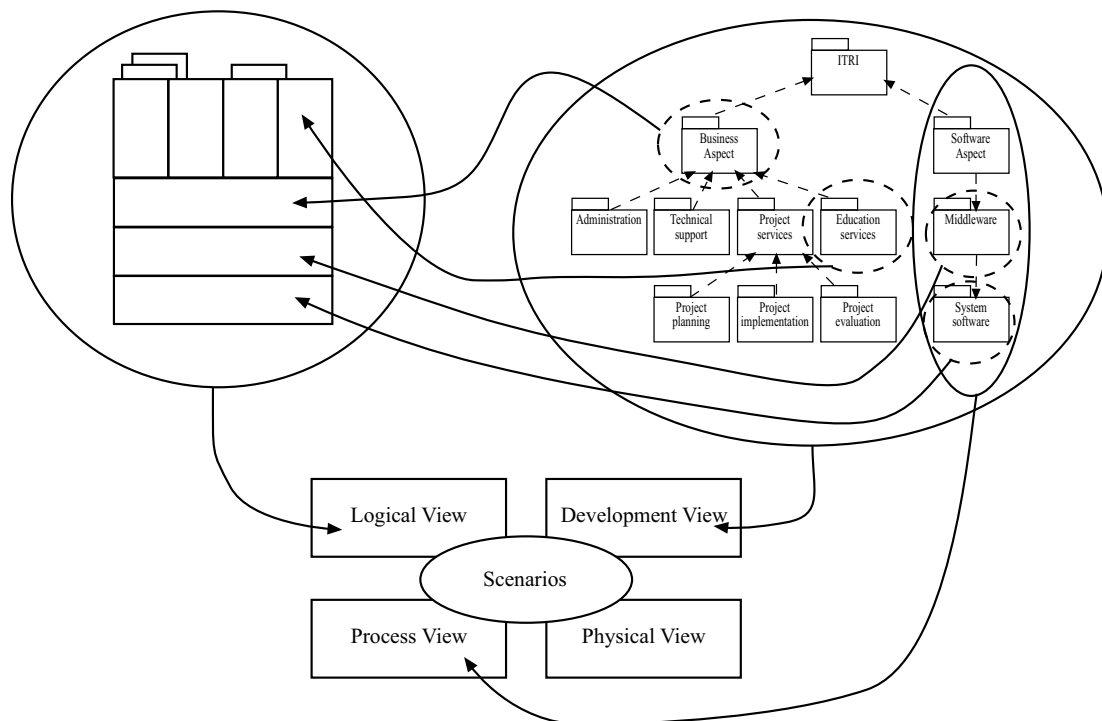 ITRI
Business
Aspect
Software
Aspect
Administration
Technical
support
Project
services
Education
services
Middleware
Project
planning
Project
implementation
Project
evaluation
System
software
Logical View
Development View
Scenarios
Process View
Physical View